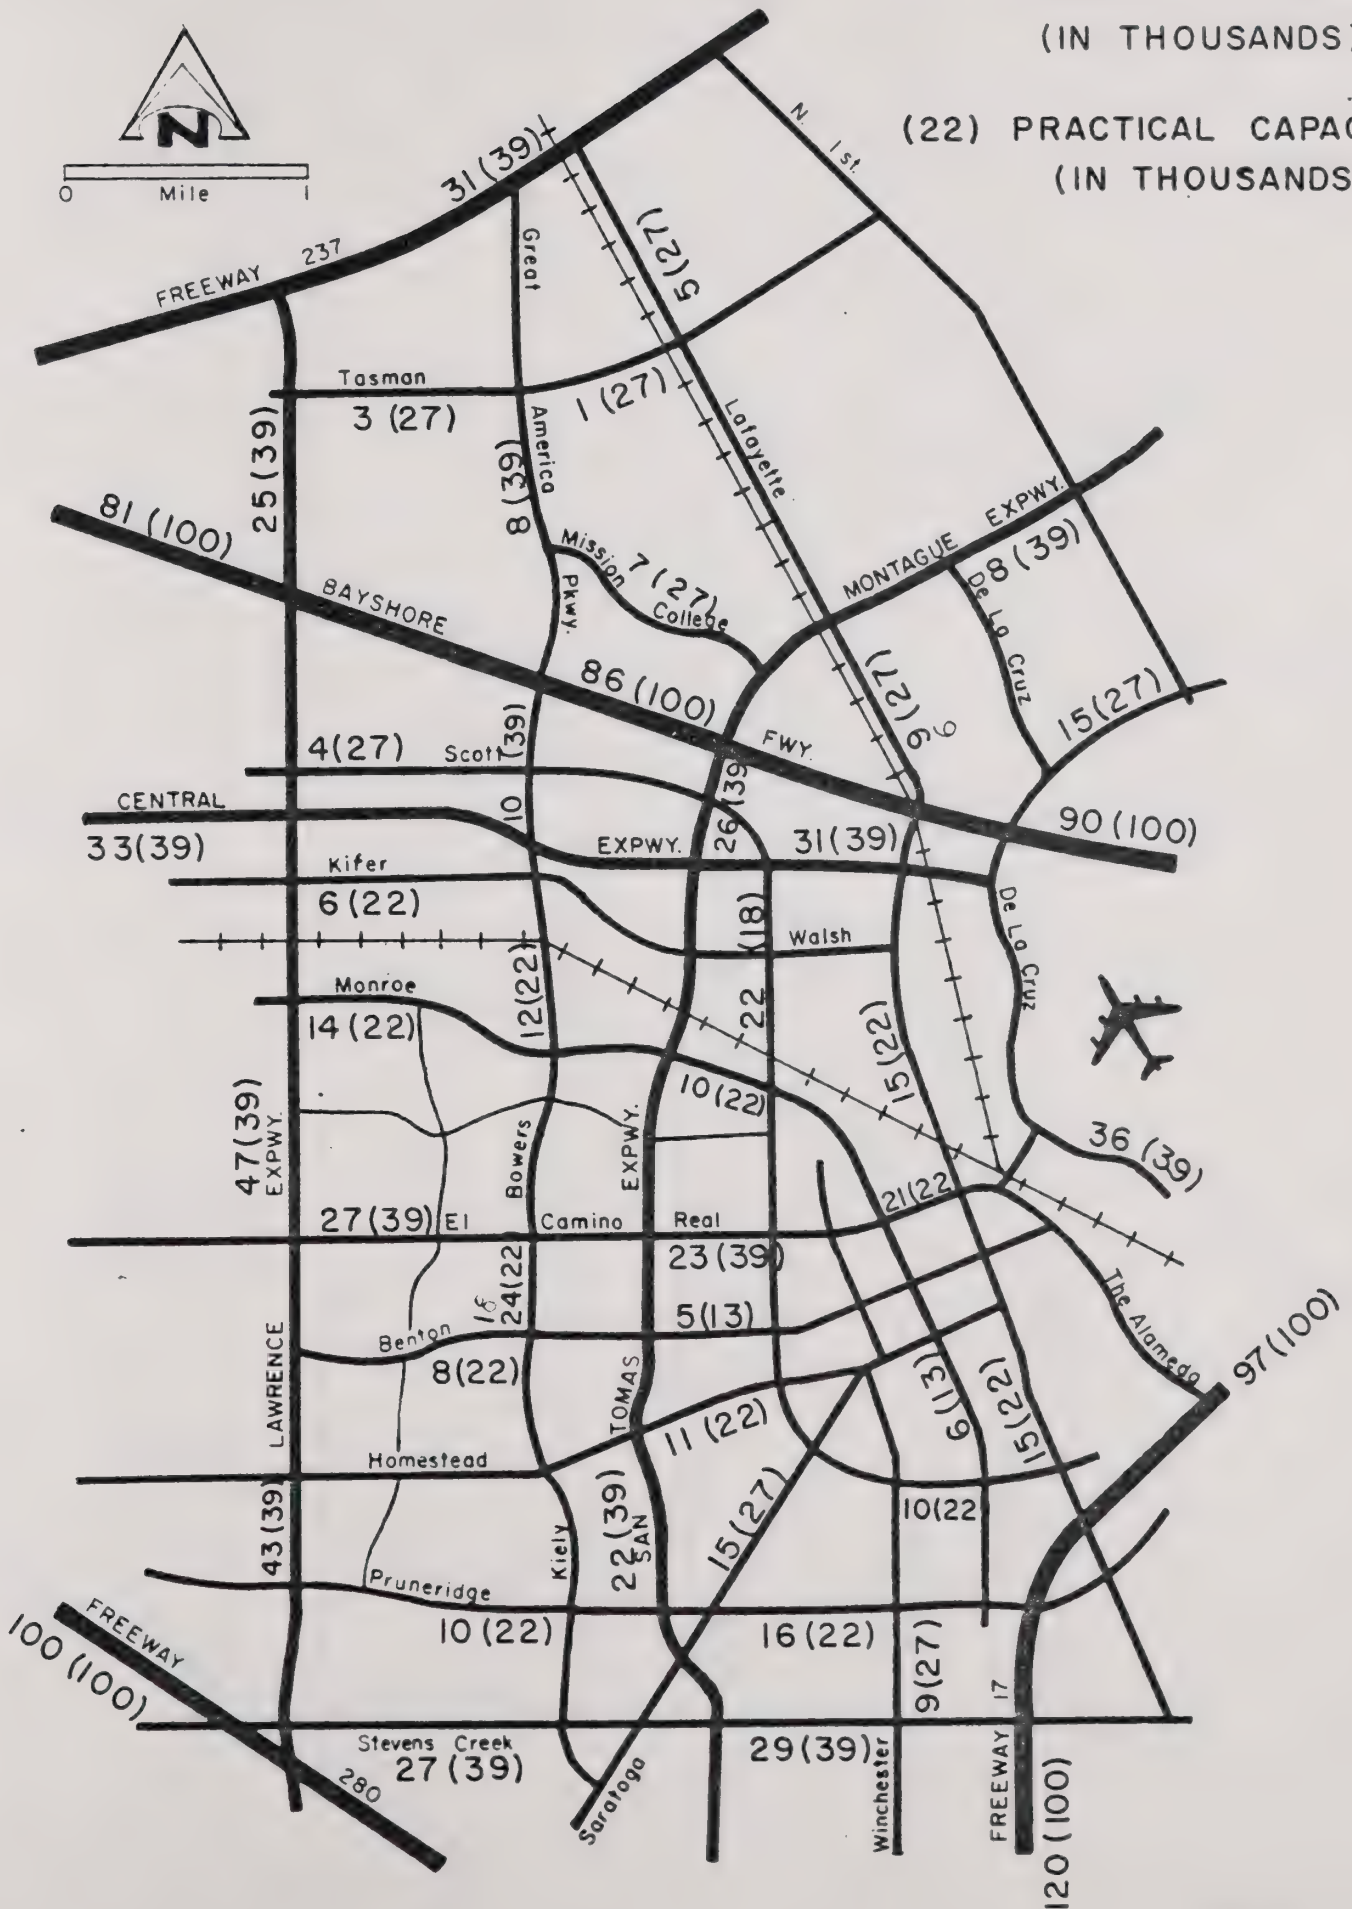 (IN THOUSANDS)
(22) PRACTICAL CAPAC
(IN THOUSANDS
N
0 Mile 1
N. 1st.
31 (39)
FREEWAY 237
Great
5 (27)
Tasman
3 (27)
1 (27)
America
8 (39)
25 (39)
Lafayette
81 (100)
BAYSHORE
Mission
7 (27)
College
Pkwy.
MONTAGUE EXPWY.
8 (39)
De La Cruz
86 (100)
FWY.
9 (27)
9
15 (27)
4 (27)
Scott
10 (39)
26 (39
CENTRAL
33 (39)
EXPWY.
31 (39)
90 (100)
Kifer
6 (22)
22 (18)
Walsh
De La Cruz
Monroe
14 (22)
12 (22)
10 (22)
15 (22)
47 (39)
EXPWY.
Bowers
EXPWY.
36 (39)
27 (39)
El Camino Real
23 (39)
21 (22
24 (22
18
5 (13)
Benton
8 (22)
The Alameda
97 (100)
LAWRENCE
TOMAS
11 (22)
6 (13)
15 (22)
Homestead
43 (39)
22 (39)
SAN
15 (27)
10 (22
Kiely
Pruneridge
10 (22)
16 (22)
9 (27)
FREEWAY
100 (100)
280
Stevens Creek
27 (39)
29 (39)
Saratoga
Winchester
FREEWAY 17
120 (100)